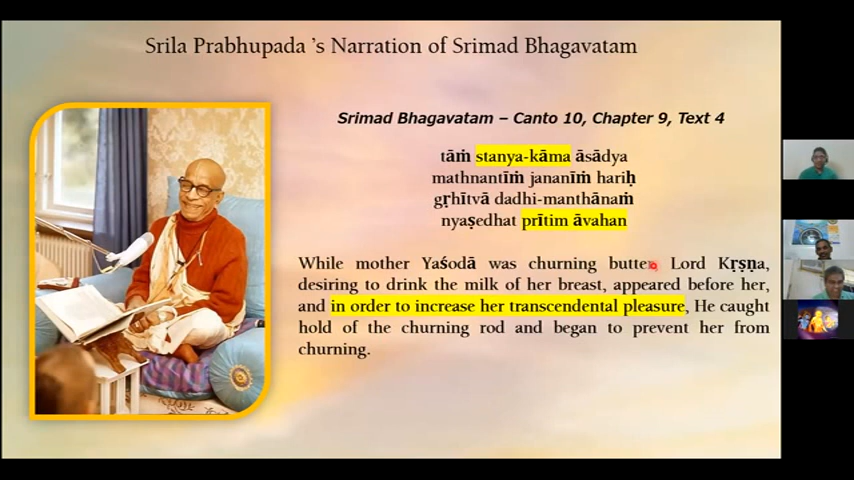 Srila Prabhupada 's Narration of Srimad Bhagavatam
Srimad Bhagavatam – Canto 10, Chapter 9, Text 4
tāṁ stanya-kāma āsādya
mathnantīṁ jananīṁ hariḥ
gṛhītvā dadhi-manthānaṁ
nyaṣedhat prītim āvahan
While mother Yaśodā was churning butter, Lord Kṛṣṇa,
desiring to drink the milk of her breast, appeared before her,
and in order to increase her transcendental pleasure, He caught
hold of the churning rod and began to prevent her from
churning.